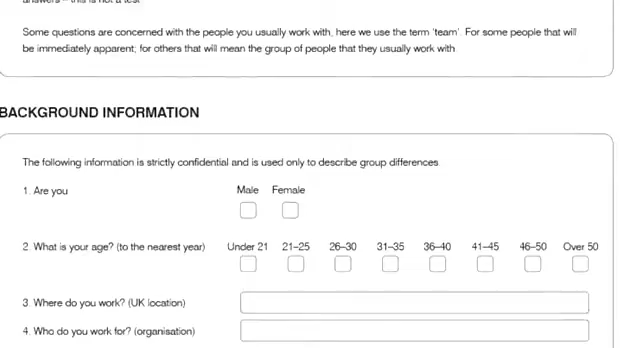 answers – this is not a test
Some questions are concerned with the people you usually work with, here we use the term 'team'. For some people that will
be immediately apparent; for others that will mean the group of people that they usually work with.
BACKGROUND INFORMATION
The following information is strictly confidential and is used only to describe group differences.
1. Are you Male Female
2. What is your age? (to the nearest year) Under 21 21–25 26–30 31–35 36–40 41–45 46–50 Over 50
3. Where do you work? (UK location)
4. Who do you work for? (organisation)